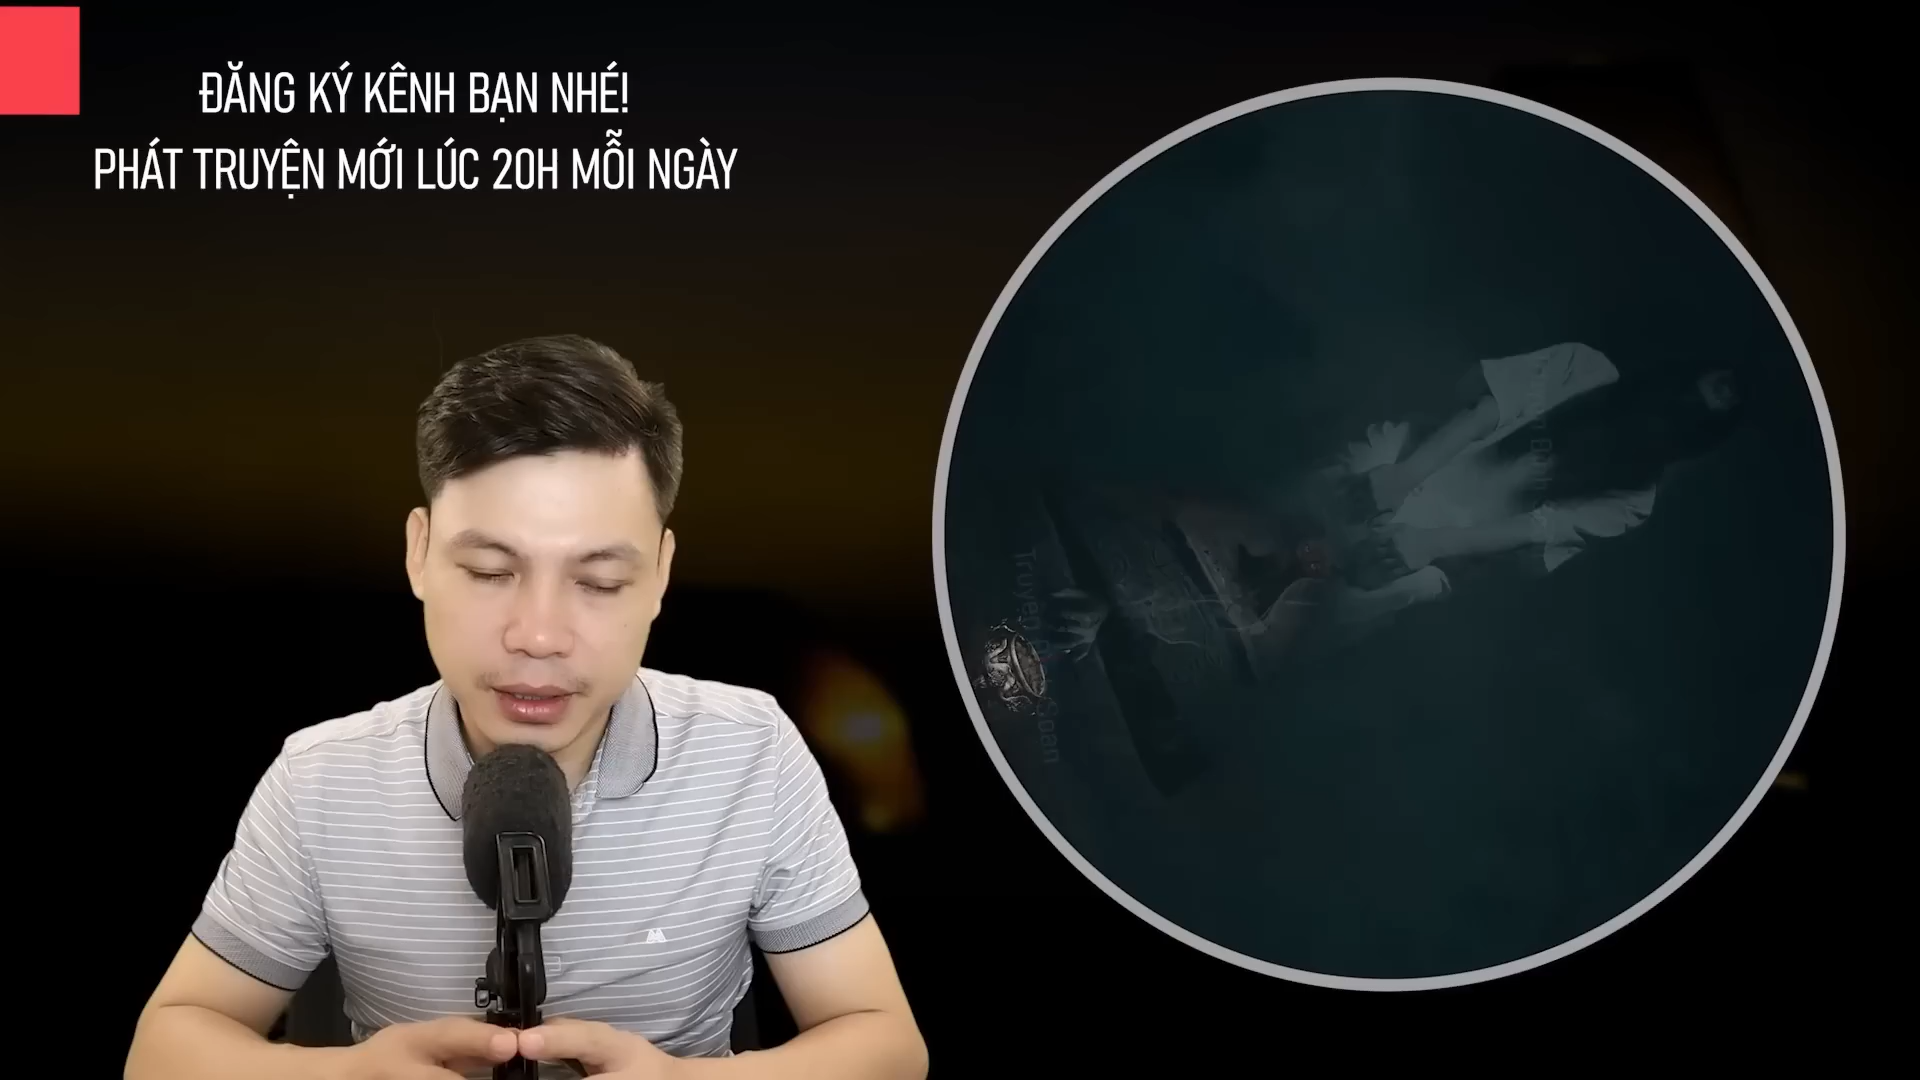 ĐĂNG KÝ KÊNH BẠN NHÉ!
PHÁT TRUYỆN MỚI LÚC 20H MỖI NGÀY